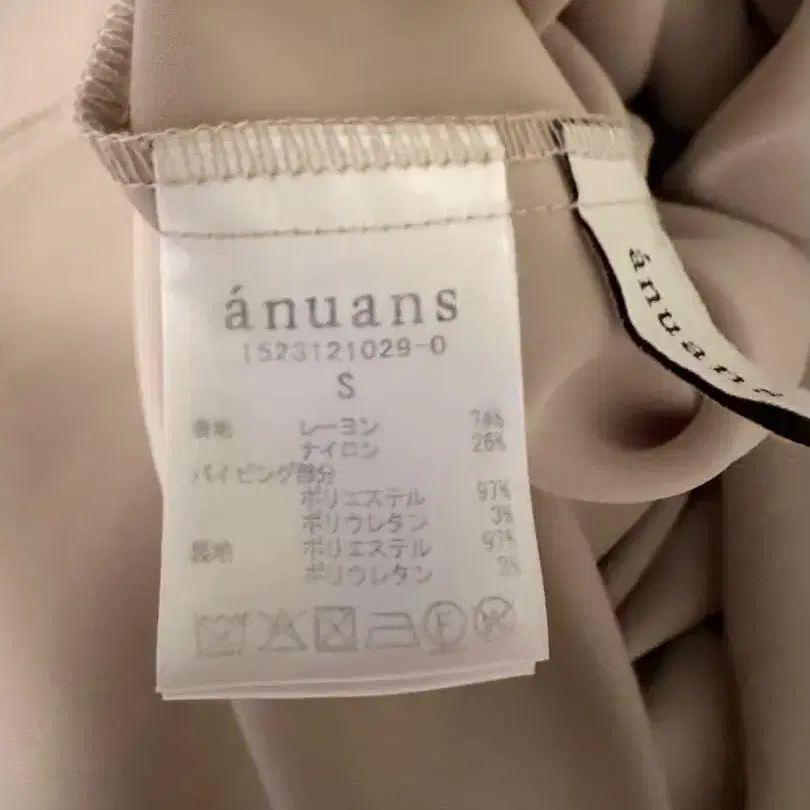 ánuans
1523121029-0
S
表地 レーヨン 74%
ナイロン 26%
パイピング部分
ポリエステル 97%
ポリウレタン 3%
裏地 ポリエステル 97%
ポリウレタン 3%
F
W
ánuans